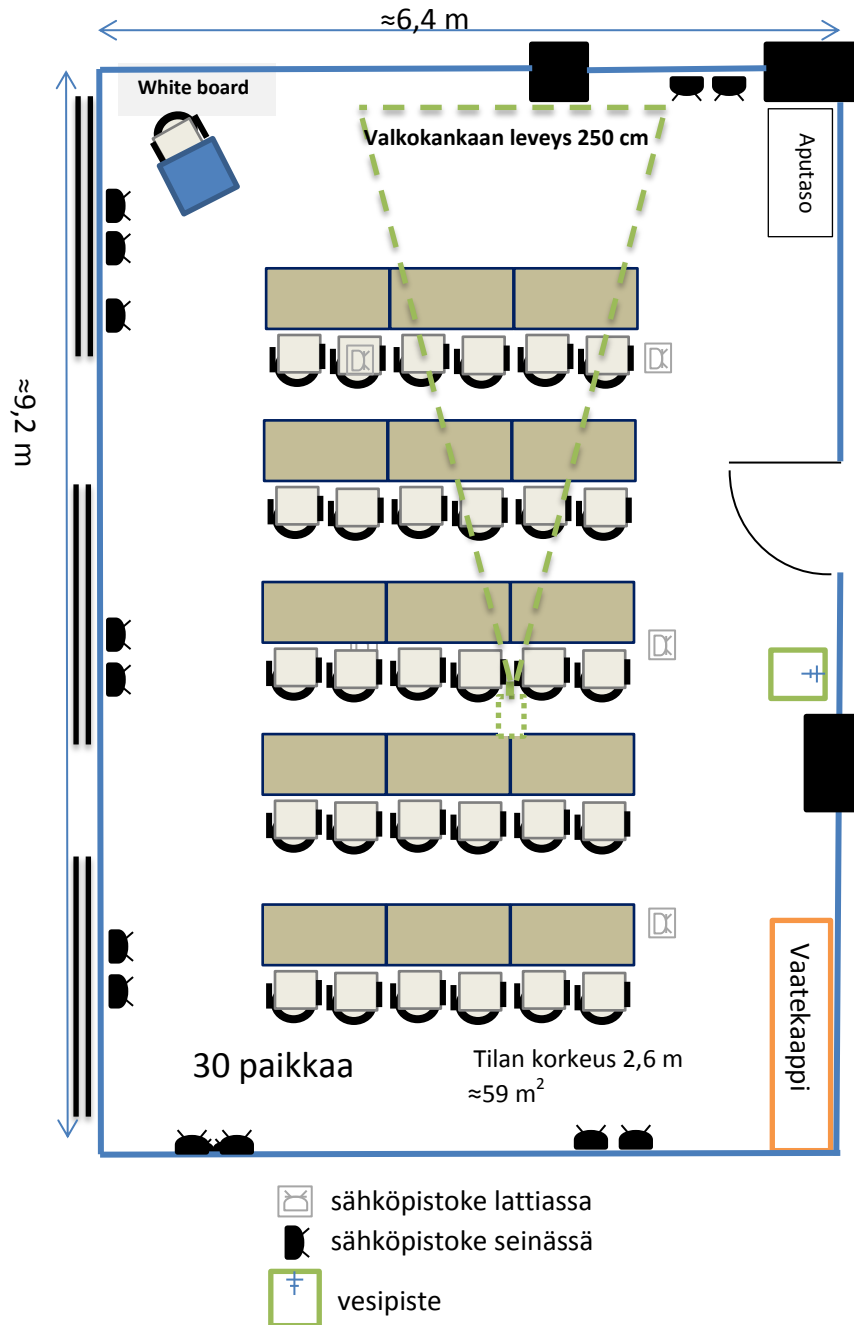 ≈6,4 m
White board
Valkokankaan leveys 250 cm
Aputaso
≈9,2 m
30 paikkaa
Tilan korkeus 2,6 m
≈59 m²
Vaatekaappi
sähköpistoke lattiassa
sähköpistoke seinässä
vesipiste